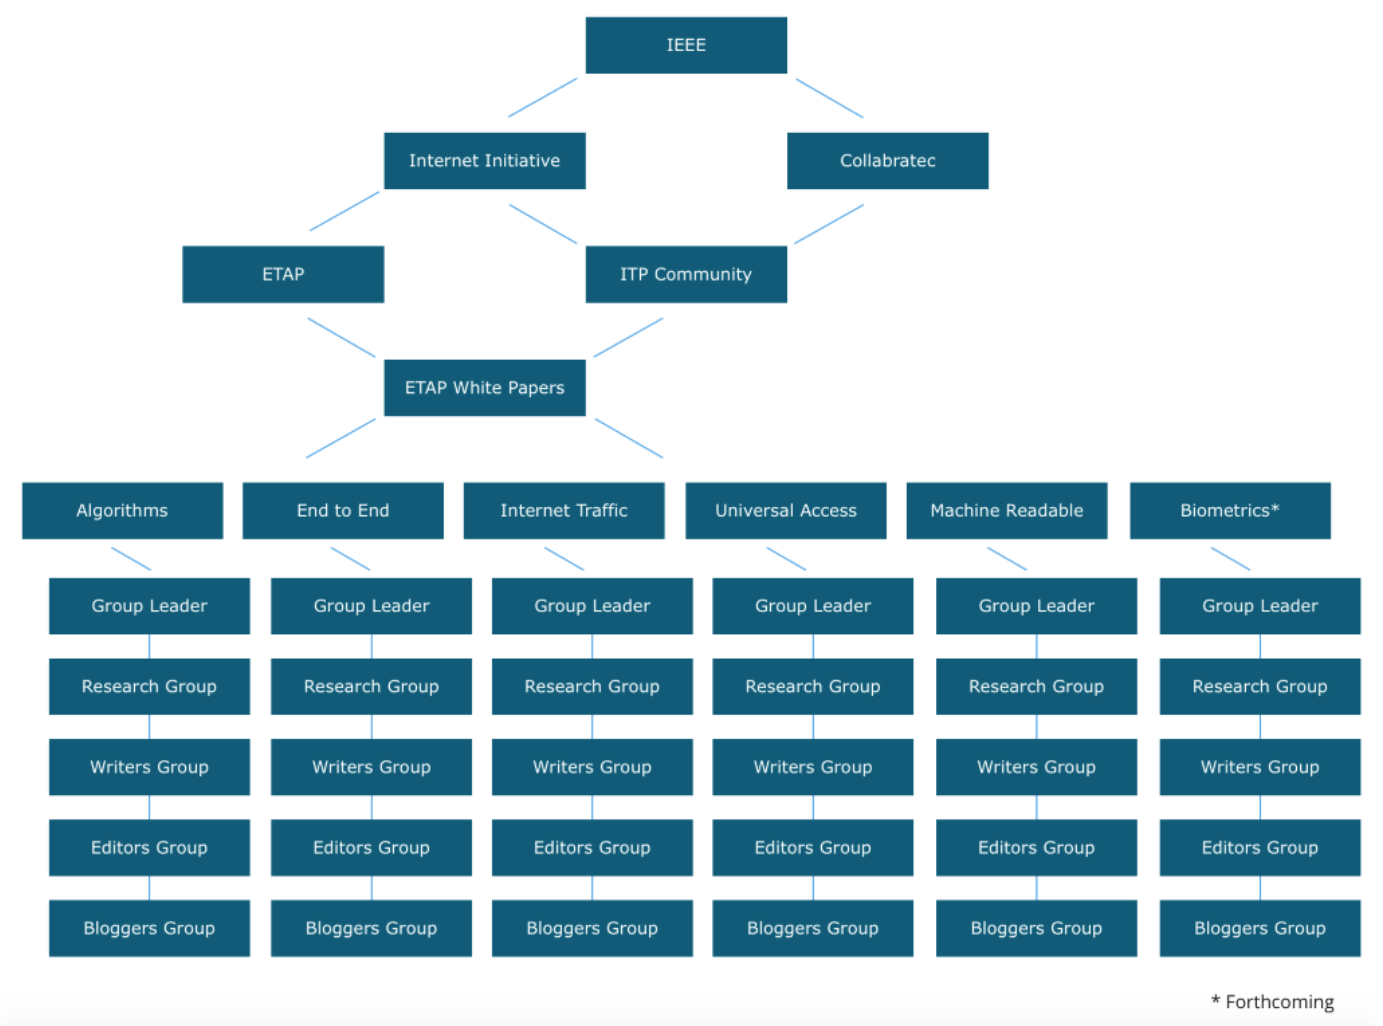 IEEE
Internet Initiative
Collabratec
ETAP
ITP Community
ETAP White Papers
Algorithms
End to End
Internet Traffic
Universal Access
Machine Readable
Biometrics*
Group Leader
Group Leader
Group Leader
Group Leader
Group Leader
Group Leader
Research Group
Research Group
Research Group
Research Group
Research Group
Research Group
Writers Group
Writers Group
Writers Group
Writers Group
Writers Group
Writers Group
Editors Group
Editors Group
Editors Group
Editors Group
Editors Group
Editors Group
Bloggers Group
Bloggers Group
Bloggers Group
Bloggers Group
Bloggers Group
Bloggers Group
* Forthcoming